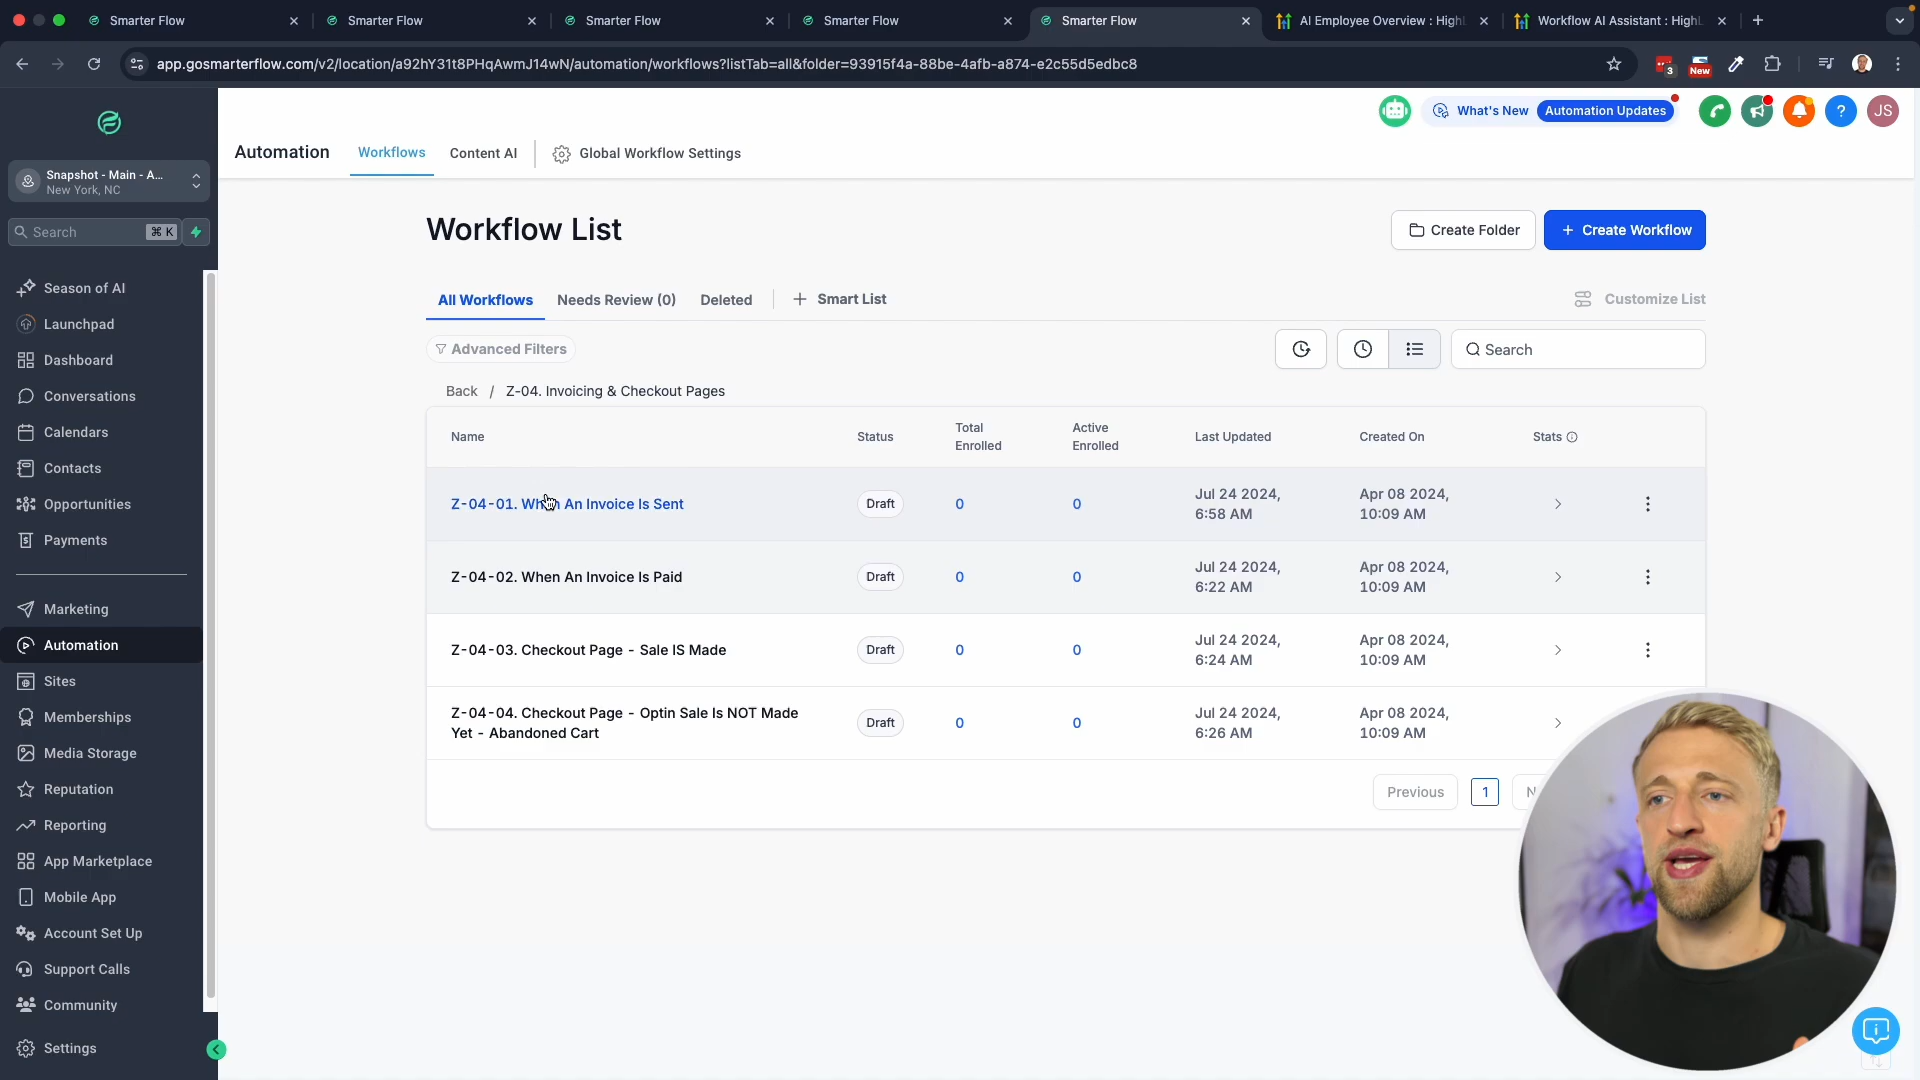 Smarter Flow
Smarter Flow
Smarter Flow
Smarter Flow
Smarter Flow
AI Employee Overview : HighL
Workflow AI Assistant : HighL
app.gosmarterflow.com/v2/location/a92hY31t8PHqAwmJ14wN/automation/workflows?listTab=all&folder=93915f4a-88be-4afb-a874-e2c55d5edbc8
3
New
What's New
Automation Updates
?
JS
Automation
Workflows
Content AI
Global Workflow Settings
Snapshot - Main - A...
New York, NC
Search
⌘ K
Season of AI
Launchpad
Dashboard
Conversations
Calendars
Contacts
Opportunities
Payments
Marketing
Automation
Sites
Memberships
Media Storage
Reputation
Reporting
App Marketplace
Mobile App
Account Set Up
Support Calls
Community
Settings
Workflow List
Create Folder
+ Create Workflow
All Workflows
Needs Review (0)
Deleted
+ Smart List
Customize List
Advanced Filters
Search
Back / Z-04. Invoicing & Checkout Pages
Name
Status
Total
Enrolled
Active
Enrolled
Last Updated
Created On
Stats
Z-04-01. When An Invoice Is Sent
Draft
0
0
Jul 24 2024,
6:58 AM
Apr 08 2024,
10:09 AM
Z-04-02. When An Invoice Is Paid
Draft
0
0
Jul 24 2024,
6:22 AM
Apr 08 2024,
10:09 AM
Z-04-03. Checkout Page - Sale IS Made
Draft
0
0
Jul 24 2024,
6:24 AM
Apr 08 2024,
10:09 AM
Z-04-04. Checkout Page - Optin Sale Is NOT Made
Yet - Abandoned Cart
Draft
0
0
Jul 24 2024,
6:26 AM
Apr 08 2024,
10:09 AM
Previous
1